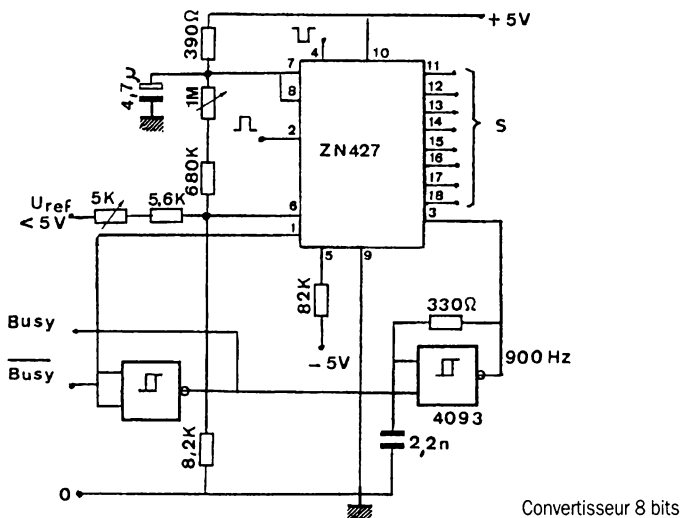 390Ω
+5V
4
10
4,7µ
7
11
8
12
1M
13
S
14
2
ZN427
15
16
680K
17
18
Uref
<5V
5K
5,6K
6
3
1
5
9
82K
330Ω
Busy
-5V
Busy
900 Hz
4093
8,2K
2,2n
0
Convertisseur 8 bits